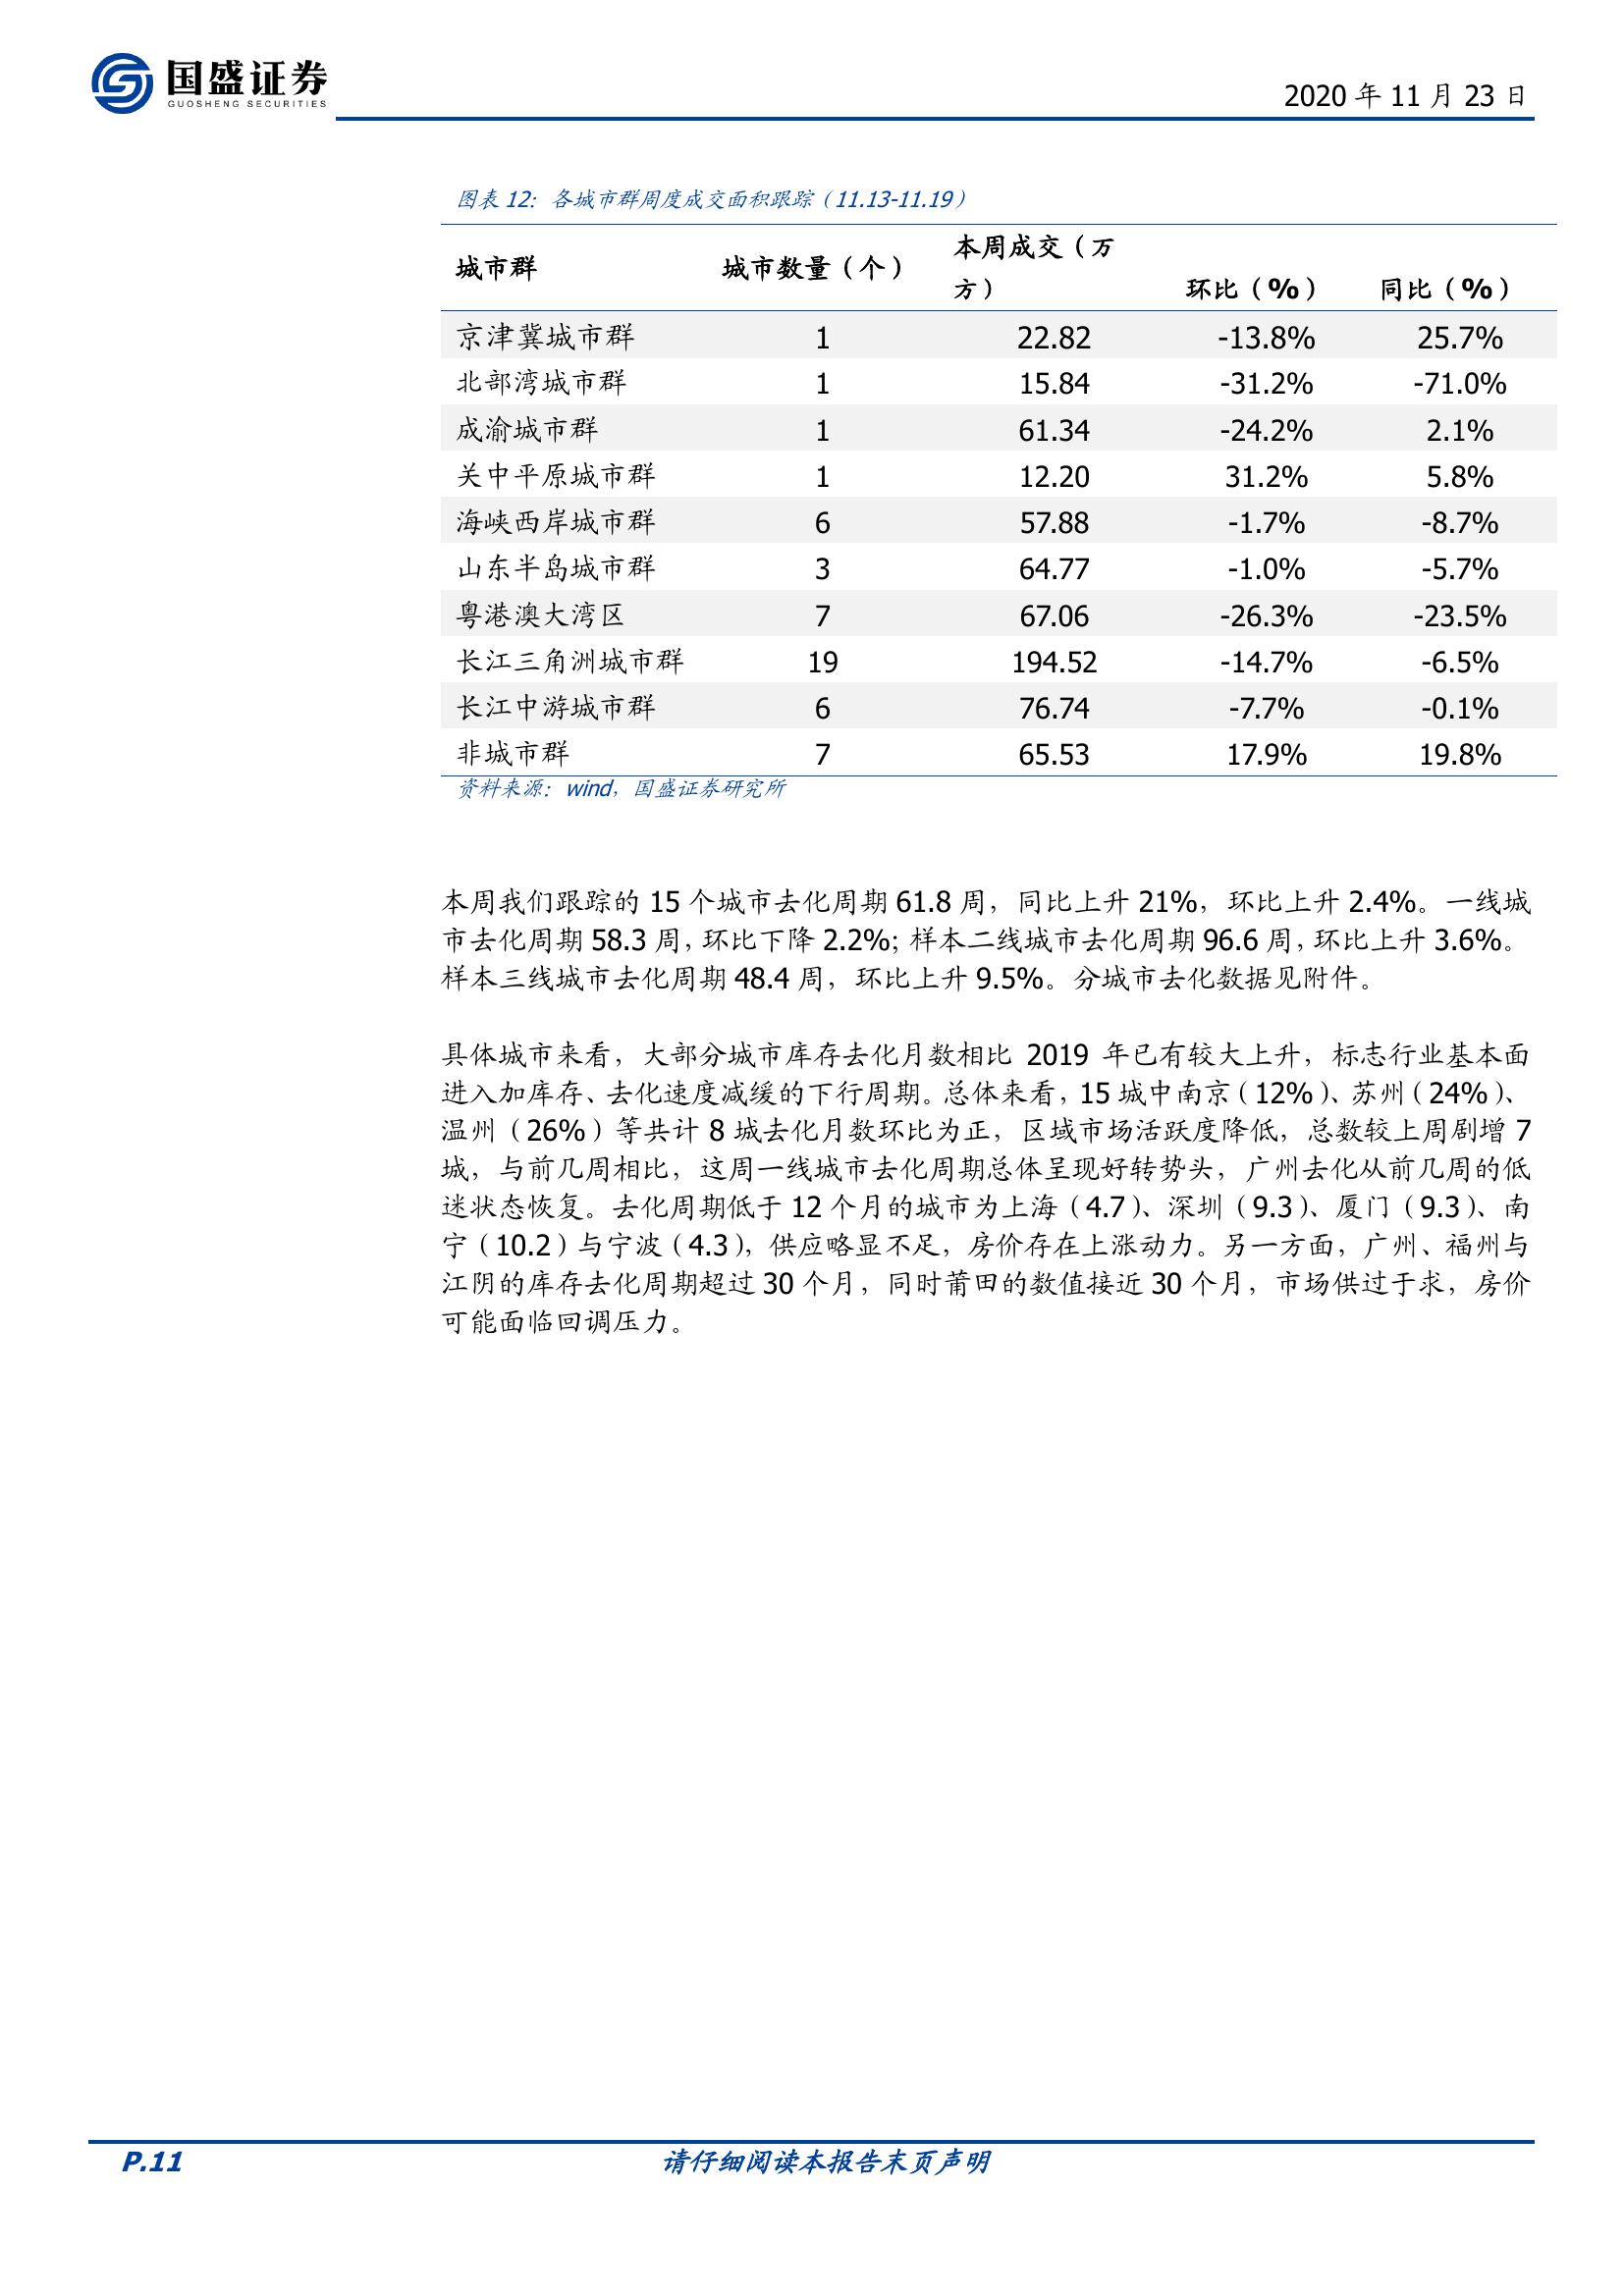 国盛证券
GUOSHENG SECURITIES
2020 年 11 月 23 日
图表 12：各城市群周度成交面积跟踪（11.13-11.19）
城市群 城市数量（个） 本周成交（万方） 环比（%） 同比（%）
京津冀城市群 1 22.82 -13.8% 25.7%
北部湾城市群 1 15.84 -31.2% -71.0%
成渝城市群 1 61.34 -24.2% 2.1%
关中平原城市群 1 12.20 31.2% 5.8%
海峡西岸城市群 6 57.88 -1.7% -8.7%
山东半岛城市群 3 64.77 -1.0% -5.7%
粤港澳大湾区 7 67.06 -26.3% -23.5%
长江三角洲城市群 19 194.52 -14.7% -6.5%
长江中游城市群 6 76.74 -7.7% -0.1%
非城市群 7 65.53 17.9% 19.8%
资料来源：wind，国盛证券研究所
本周我们跟踪的 15 个城市去化周期 61.8 周，同比上升 21%，环比上升 2.4%。一线城
市去化周期 58.3 周，环比下降 2.2%；样本二线城市去化周期 96.6 周，环比上升 3.6%。
样本三线城市去化周期 48.4 周，环比上升 9.5%。分城市去化数据见附件。
具体城市来看，大部分城市库存去化月数相比 2019 年已有较大上升，标志行业基本面
进入加库存、去化速度减缓的下行周期。总体来看，15 城中南京（12%）、苏州（24%）、
温州（26%）等共计 8 城去化月数环比为正，区域市场活跃度降低，总数较上周剧增 7
城，与前几周相比，这周一线城市去化周期总体呈现好转势头，广州去化从前几周的低
迷状态恢复。去化周期低于 12 个月的城市为上海（4.7）、深圳（9.3）、厦门（9.3）、南
宁（10.2）与宁波（4.3），供应略显不足，房价存在上涨动力。另一方面，广州、福州与
江阴的库存去化周期超过 30 个月，同时莆田的数值接近 30 个月，市场供过于求，房价
可能面临回调压力。
P.11 请仔细阅读本报告末页声明